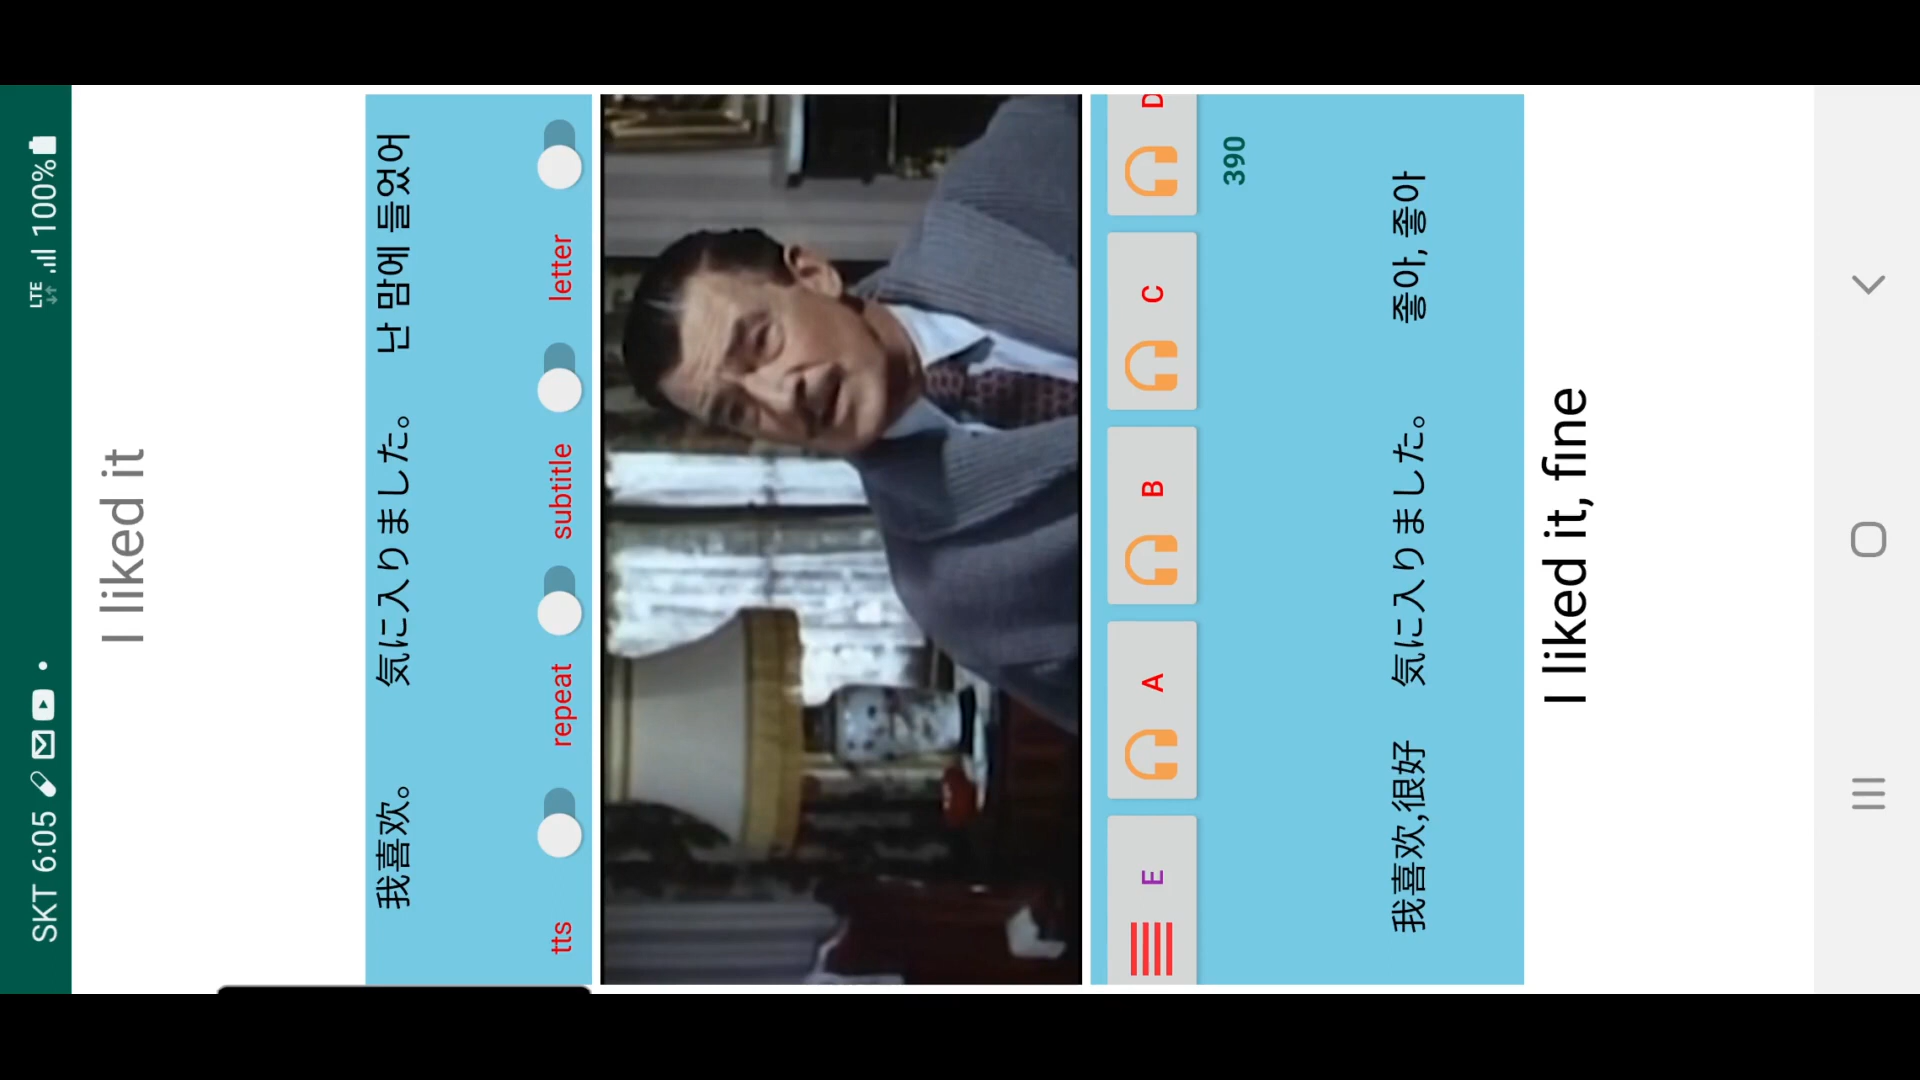 SKT 6:05 LTE 100%
I liked it
我喜欢。 気に入りました。 난 맘에 들었어
tts repeat subtitle letter
E A B C D
390
我喜欢,很好 気に入りました。 좋아, 좋아
I liked it, fine